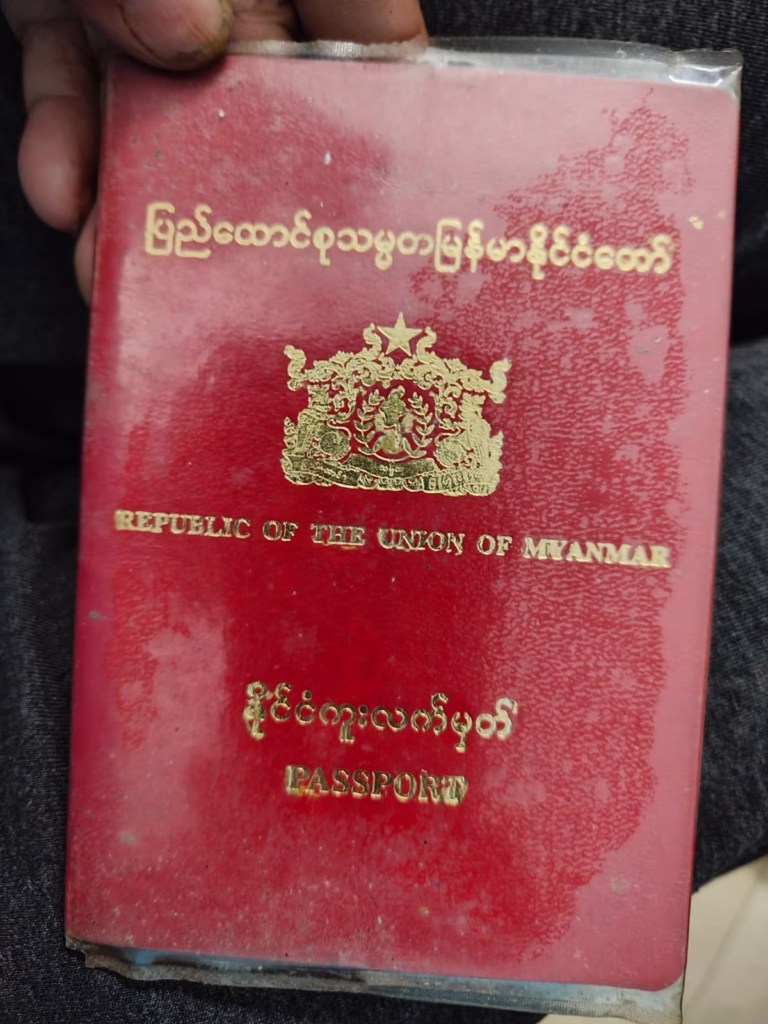 ပြည်ထောင်စုသမ္မတမြန်မာနိုင်ငံတော်
REPUBLIC OF THE UNION OF MYANMAR
နိုင်ငံကူးလက်မှတ်
PASSPORT